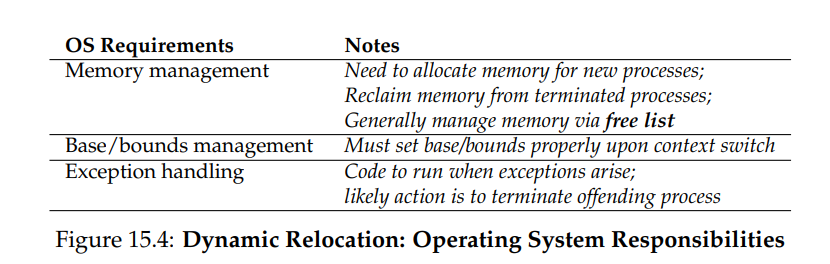 OS Requirements Notes
Memory management Need to allocate memory for new processes;
Reclaim memory from terminated processes;
Generally manage memory via free list
Base/bounds management Must set base/bounds properly upon context switch
Exception handling Code to run when exceptions arise;
likely action is to terminate offending process
Figure 15.4: Dynamic Relocation: Operating System Responsibilities